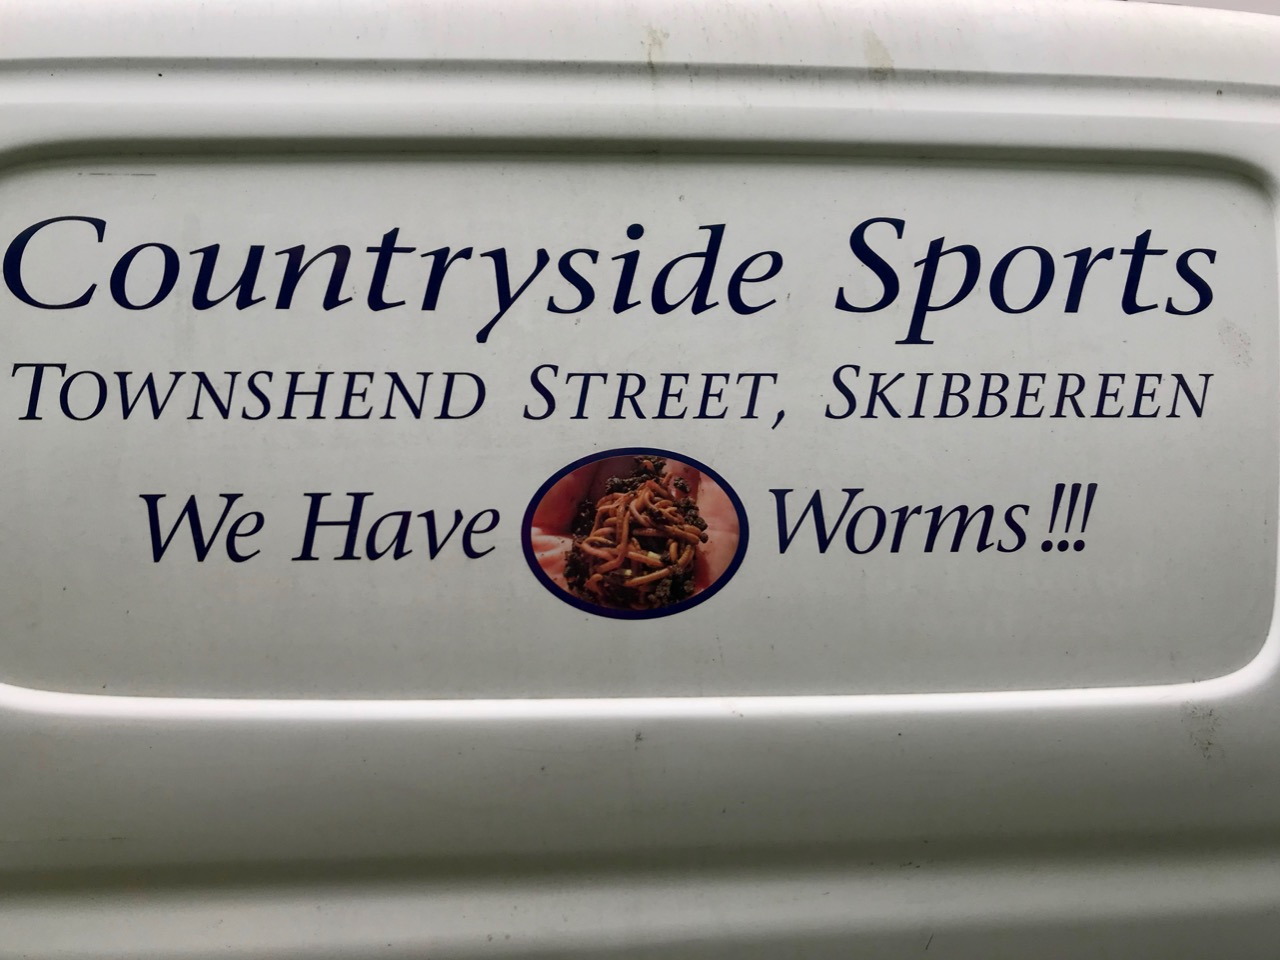 Countryside Sports
TOWNSHEND STREET, SKIBBEREEN
We Have Worms!!!